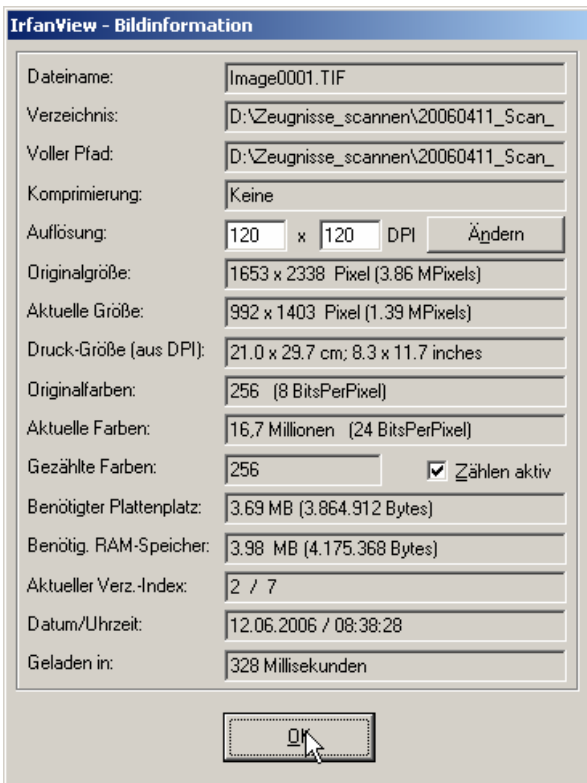 IrfanView - Bildinformation
Dateiname: Image0001.TIF
Verzeichnis: D:\Zeugnisse_scannen\20060411_Scan_
Voller Pfad: D:\Zeugnisse_scannen\20060411_Scan_
Komprimierung: Keine
Auflösung: 120 x 120 DPI Ändern
Originalgröße: 1653 x 2338 Pixel (3.86 MPixels)
Aktuelle Größe: 992 x 1403 Pixel (1.39 MPixels)
Druck-Größe (aus DPI): 21.0 x 29.7 cm; 8.3 x 11.7 inches
Originalfarben: 256 (8 BitsPerPixel)
Aktuelle Farben: 16,7 Millionen (24 BitsPerPixel)
Gezählte Farben: 256 Zählen aktiv
Benötigter Plattenplatz: 3.69 MB (3.864.912 Bytes)
Benötig. RAM-Speicher: 3.98 MB (4.175.368 Bytes)
Aktueller Verz.-Index: 2 / 7
Datum/Uhrzeit: 12.06.2006 / 08:38:28
Geladen in: 328 Millisekunden
OK